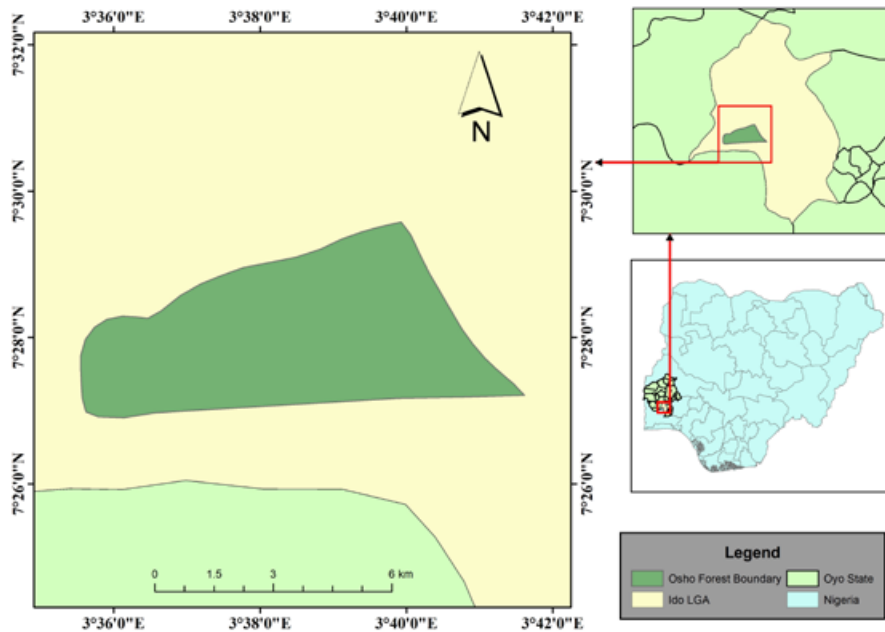 3°36'0"E 3°38'0"E 3°40'0"E 3°42'0"E
7°32'0"N
7°30'0"N
7°28'0"N
7°26'0"N
N
7°32'0"N
7°30'0"N
7°28'0"N
7°26'0"N
0 1.5 3 6 km
3°36'0"E 3°38'0"E 3°40'0"E 3°42'0"E
Legend
Osho Forest Boundary Oyo State
Ido LGA Nigeria